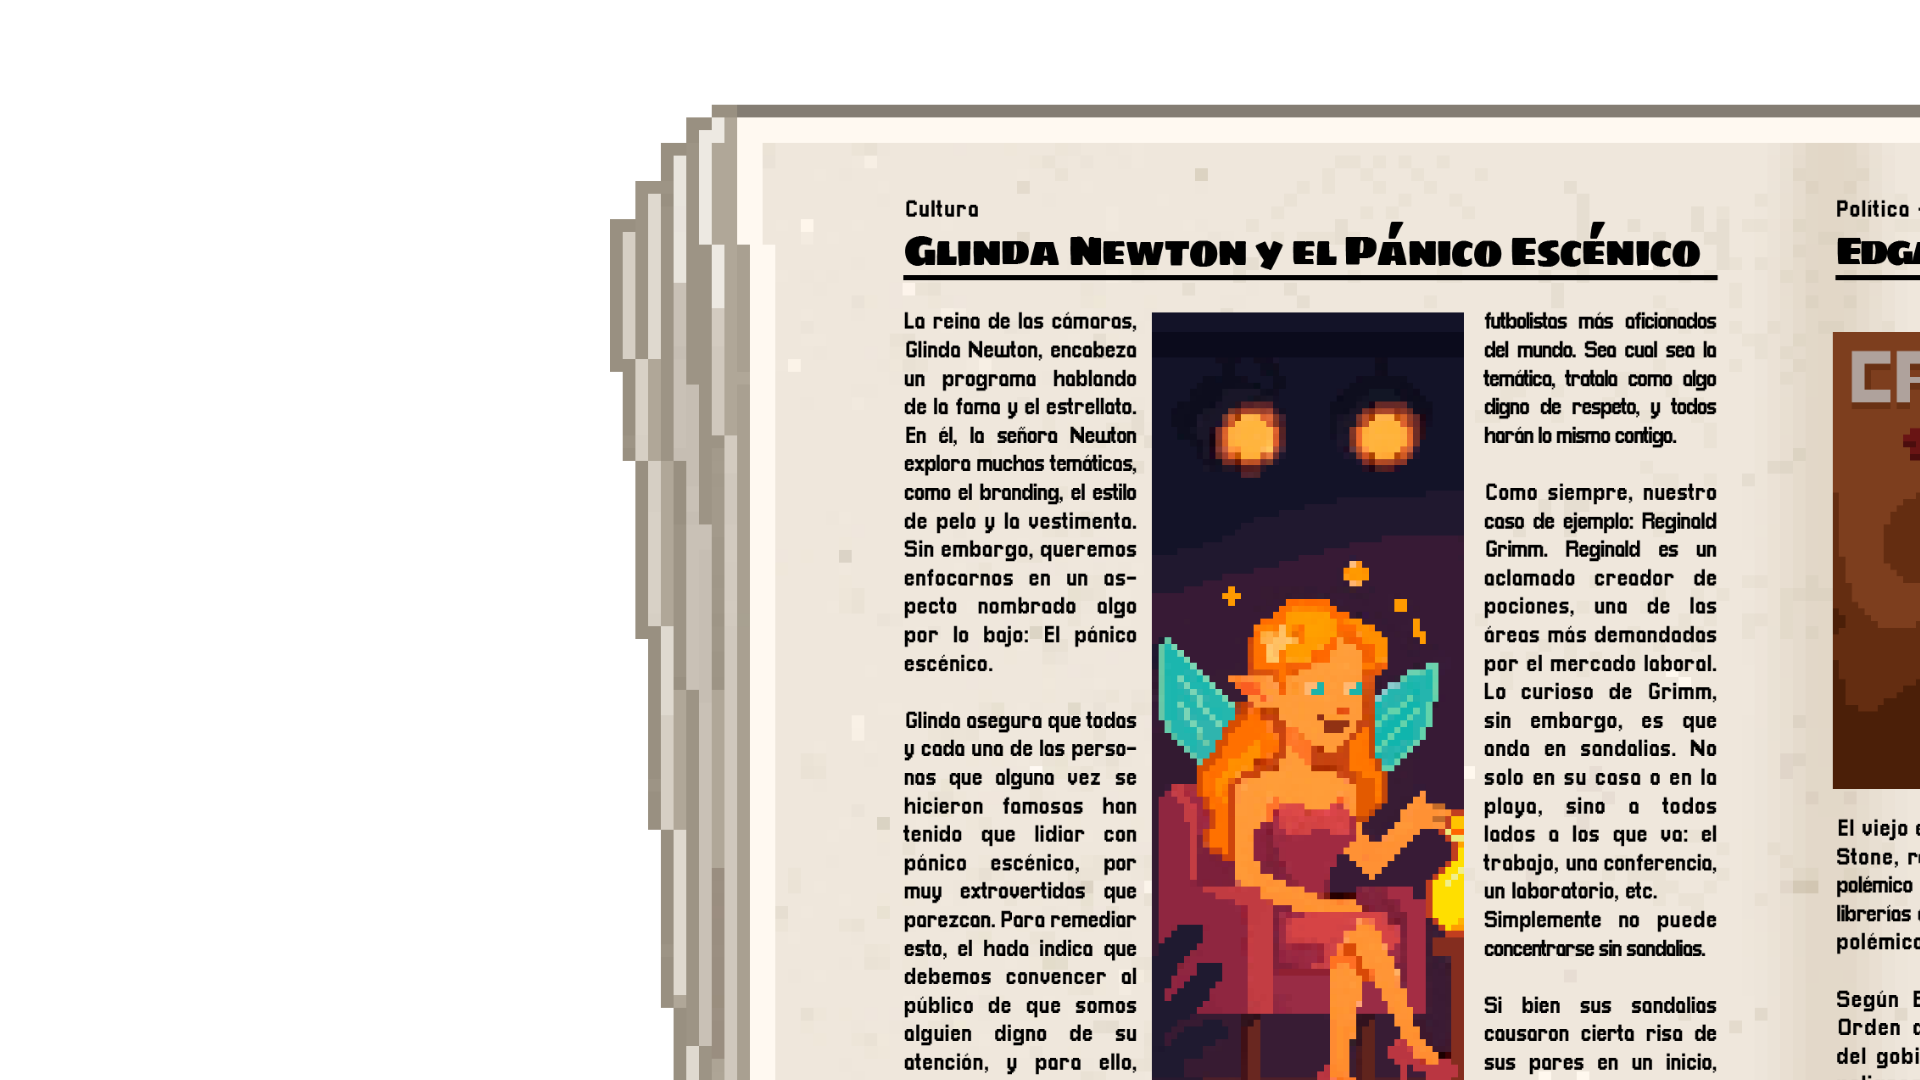 Cultura
Glinda Newton y el Pánico Escénico
La reina de las cámaras,
Glinda Newton, encabeza
un programa hablando
de la fama y el estrellato.
En él, la señora Newton
explora muchas temáticas,
como el branding, el estilo
de pelo y la vestimenta.
Sin embargo, queremos
enfocarnos en un as-
pecto nombrado algo
por lo bajo: El pánico
escénico.
Glinda asegura que todas
y cada una de las perso-
nas que alguna vez se
hicieron famosas han
tenido que lidiar con
pánico escénico, por
muy extrovertidas que
parezcan. Para remediar
esto, el hada indica que
debemos convencer al
público de que somos
alguien digno de su
atención, y para ello,
futbolistas más aficionados
del mundo. Sea cual sea la
temática, tratala como algo
digno de respeto, y todos
harán lo mismo contigo.
Como siempre, nuestro
caso de ejemplo: Reginald
Grimm. Reginald es un
aclamado creador de
pociones, una de las
áreas más demandadas
por el mercado laboral.
Lo curioso de Grimm,
sin embargo, es que
anda en sandalias. No
solo en su casa o en la
playa, sino a todos
lados a los que va: el
trabajo, una conferencia,
un laboratorio, etc.
Simplemente no puede
concentrarse sin sandalias.
Si bien sus sandalias
causaron cierta risa de
sus pares en un inicio,
Política
El viejo
Stone,
polémico
librerías
polémic
Según
Orden
del gobi